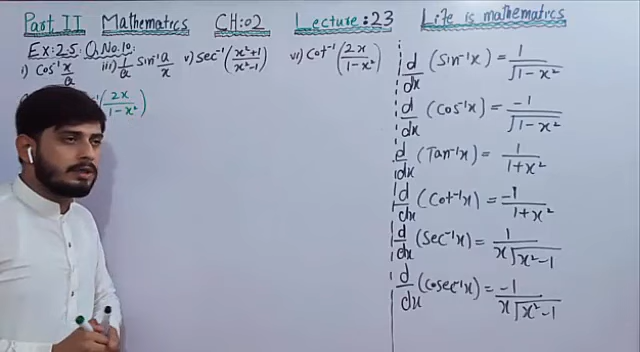 Part II Mathematics CH:02 Lecture:23 Life is mathematics
Ex:2.5: Q.No.10:
i) Cos⁻¹ x/a iii) 1/a sin⁻¹ a/x v) sec⁻¹((x²+1)/(x²-1)) vi) Cot⁻¹(2x/(1-x²))
⁻¹(2x/(1-x²))
d/dx (sin⁻¹x) = 1/√(1-x²)
d/dx (Cos⁻¹x) = -1/√(1-x²)
d/dx (Tan⁻¹x) = 1/(1+x²)
d/dx (Cot⁻¹x) = -1/(1+x²)
d/dx (Sec⁻¹x) = 1/(x√(x²-1))
d/dx (Cosec⁻¹x) = -1/(x√(x²-1))